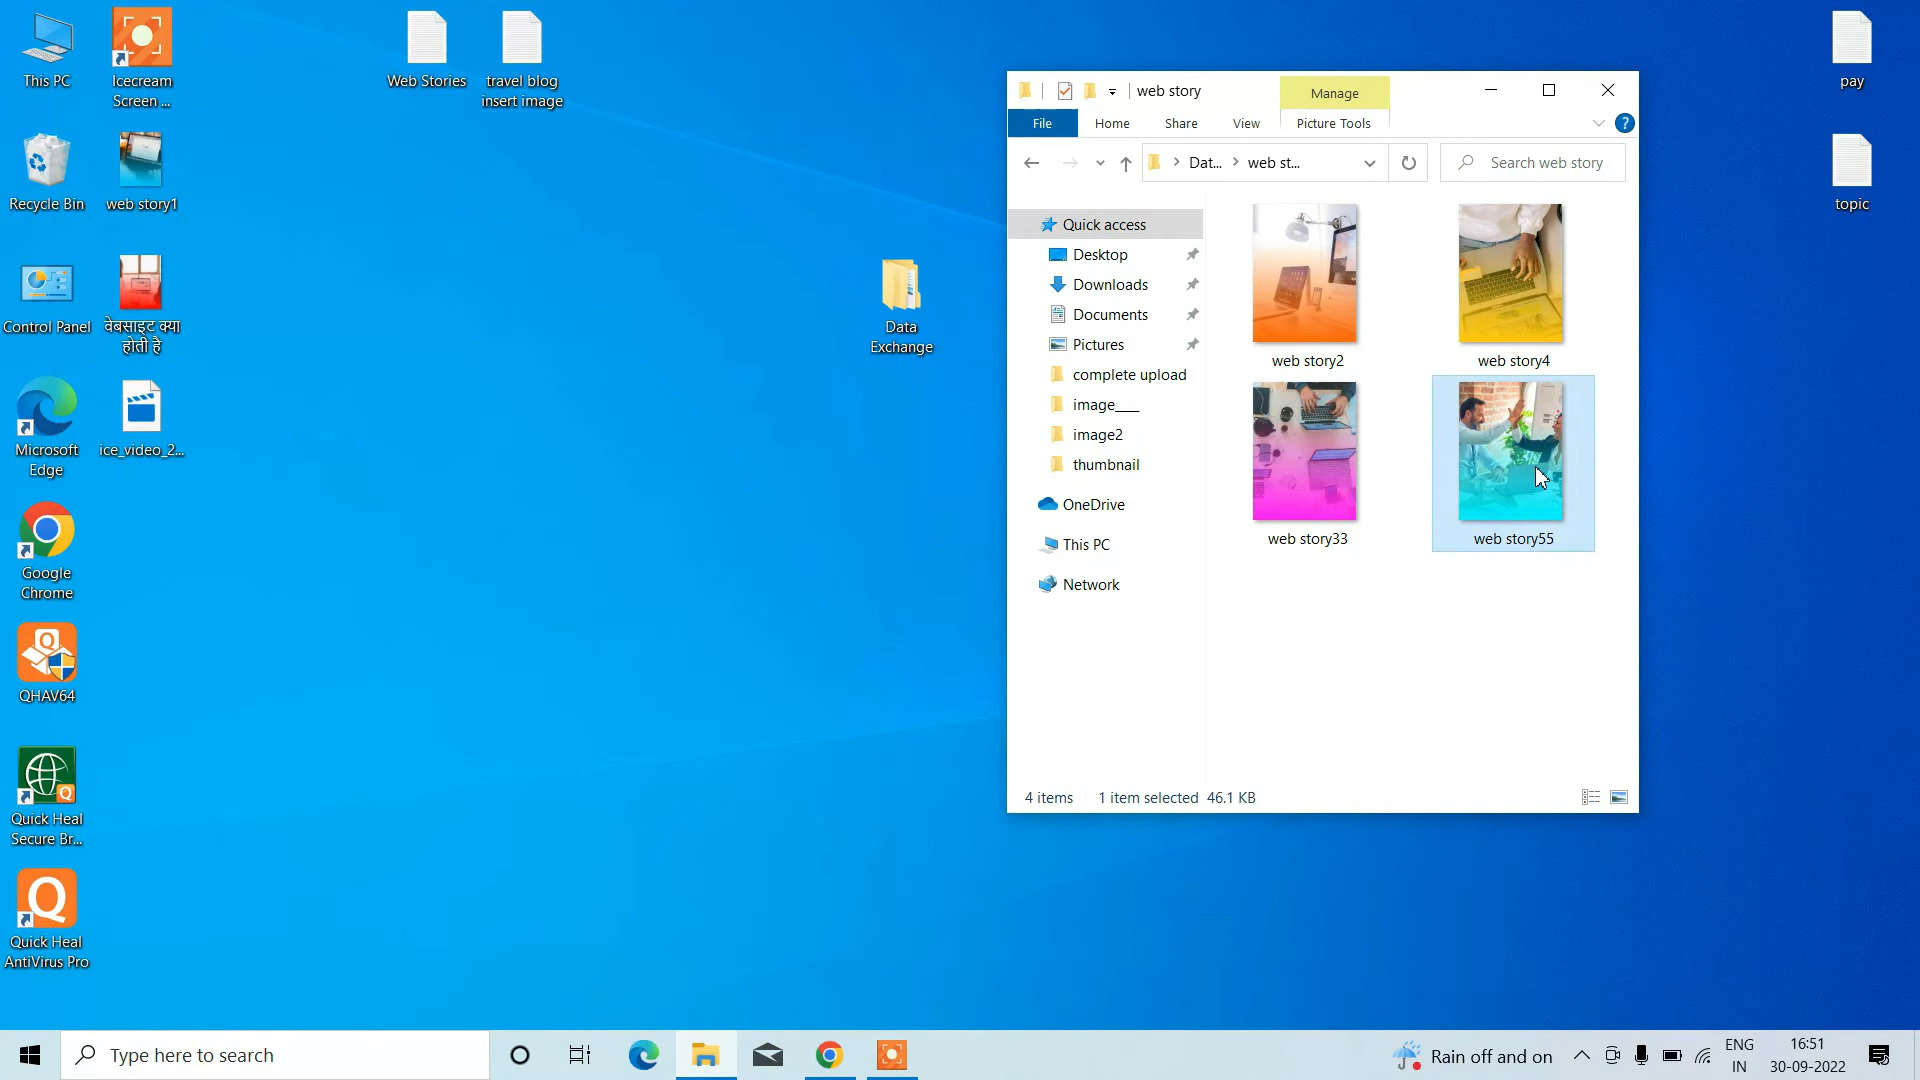 This PC
Icecream
Screen ...
Web Stories
travel blog
insert image
pay
Recycle Bin
web story1
topic
Control Panel
वेबसाइट क्या
होती है
Data
Exchange
Microsoft
Edge
ice_video_2...
Google
Chrome
QHAV64
Quick Heal
Secure Br...
Quick Heal
AntiVirus Pro
web story
Manage
File
Home
Share
View
Picture Tools
Dat...
web st...
Search web story
Quick access
Desktop
Downloads
Documents
Pictures
complete upload
image___
image2
thumbnail
OneDrive
This PC
Network
web story2
web story4
web story33
web story55
4 items
1 item selected 46.1 KB
Type here to search
Rain off and on
ENG
IN
16:51
30-09-2022